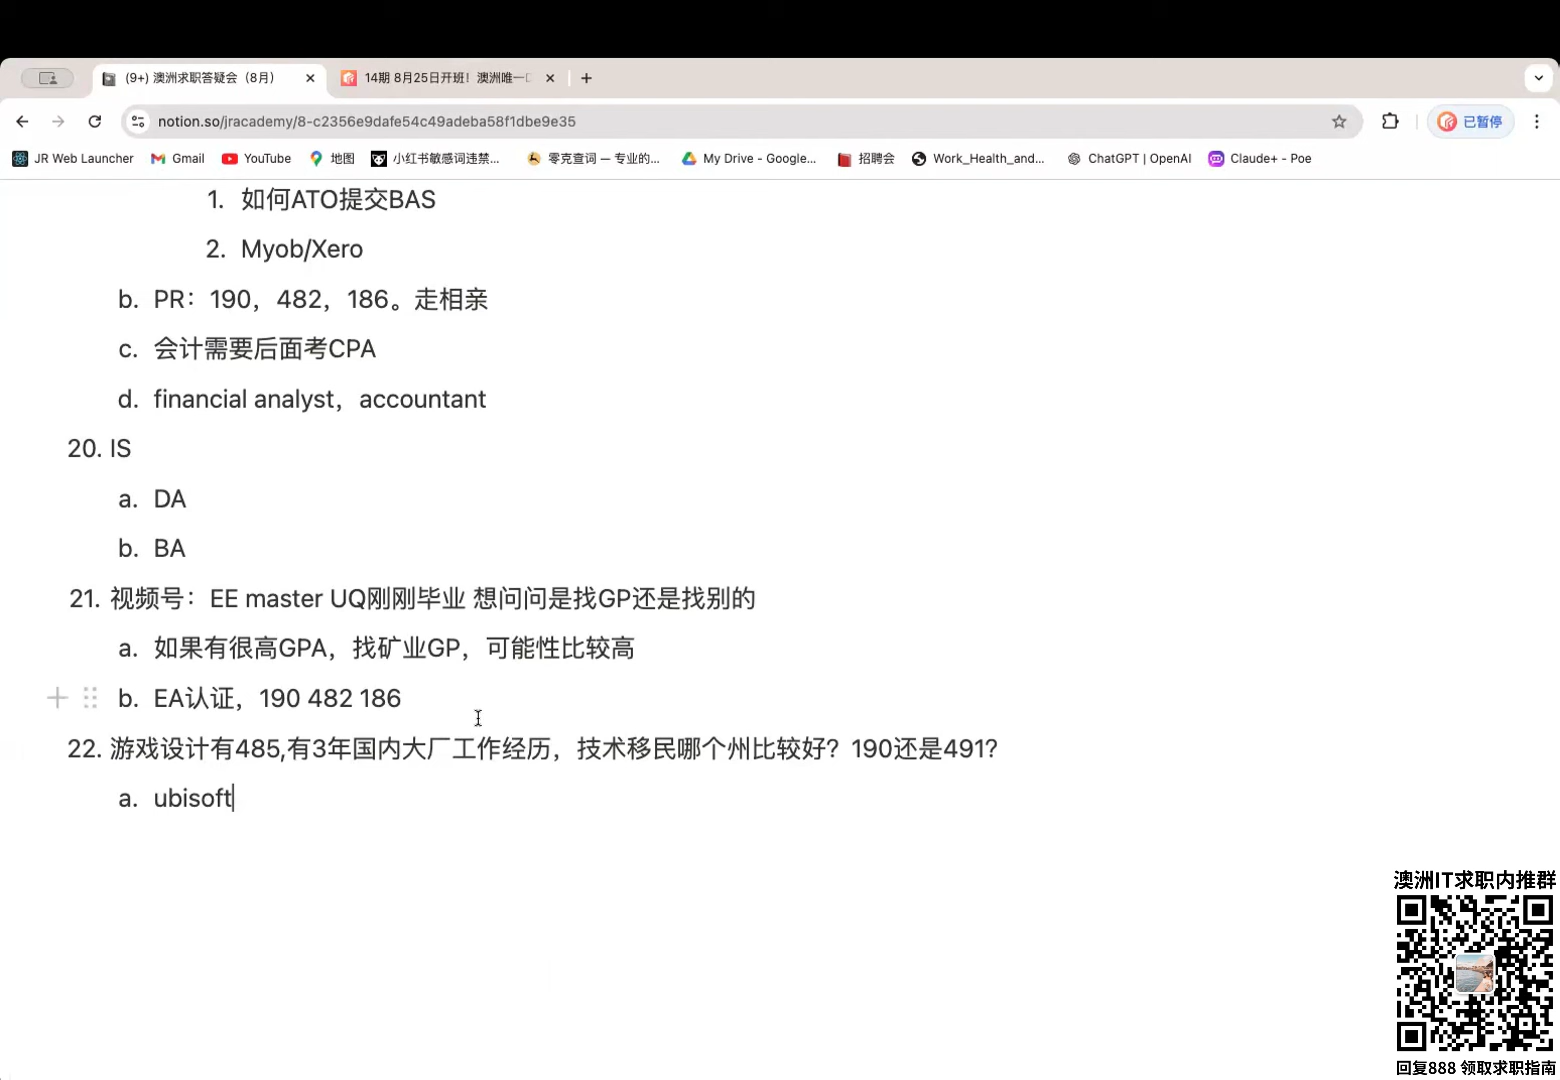 (9+) 澳洲求职答疑会（8月）
14期 8月25日开班！澳洲唯一
notion.so/jracademy/8-c2356e9dafe54c49adeba58f1dbe9e35
已暂停
JR Web Launcher
Gmail
YouTube
地图
小红书敏感词违禁...
零克查词 — 专业的...
My Drive - Google...
招聘会
Work_Health_and...
ChatGPT | OpenAI
Claude+ - Poe
1. 如何ATO提交BAS
2. Myob/Xero
b. PR：190，482，186。走相亲
c. 会计需要后面考CPA
d. financial analyst，accountant
20. IS
a. DA
b. BA
21. 视频号：EE master UQ刚刚毕业 想问问是找GP还是找别的
a. 如果有很高GPA，找矿业GP，可能性比较高
b. EA认证，190 482 186
22. 游戏设计有485,有3年国内大厂工作经历，技术移民哪个州比较好？190还是491?
a. ubisoft
澳洲IT求职内推群
回复888 领取求职指南